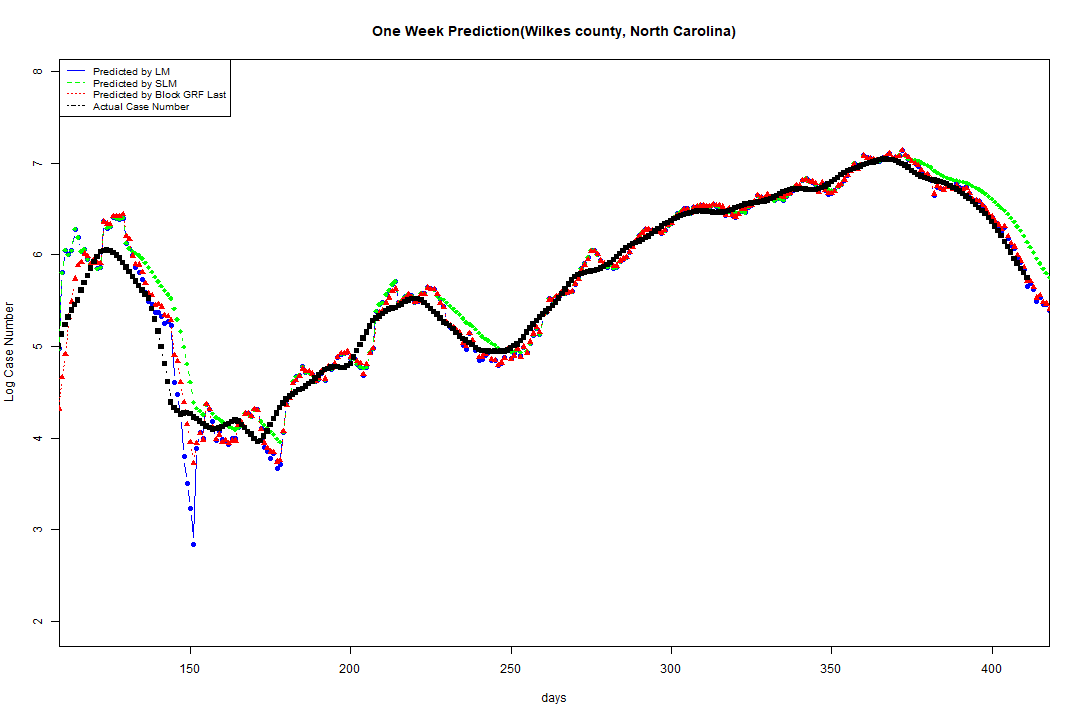 One Week Prediction(Wilkes county, North Carolina)
Predicted by LM
Predicted by SLM
Predicted by Block GRF Last
Actual Case Number
Log Case Number
8
7
6
5
4
3
2
150
200
250
300
350
400
days